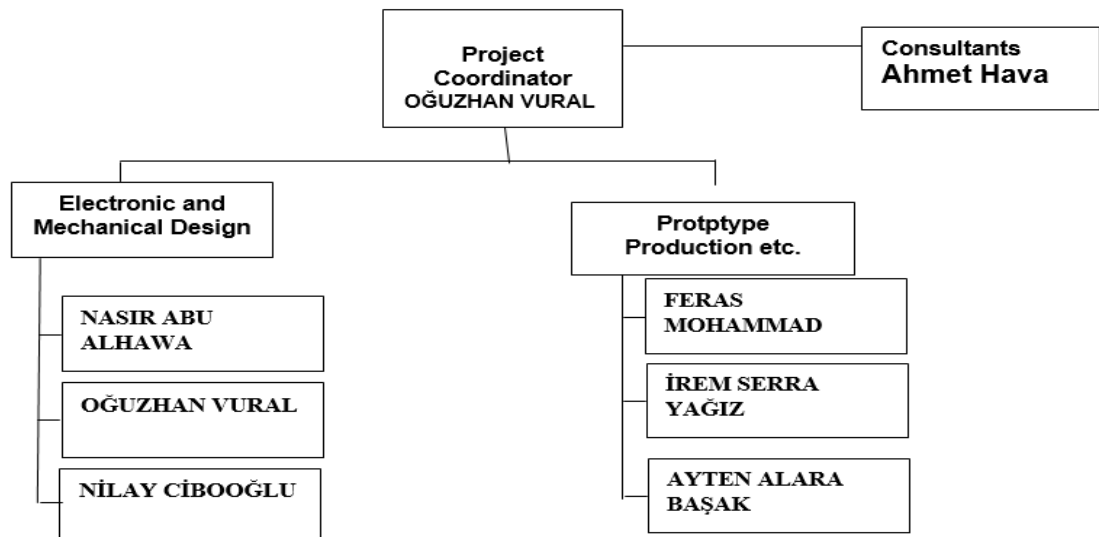 Project
Coordinator
OĞUZHAN VURAL
Consultants
Ahmet Hava
Electronic and
Mechanical Design
NASIR ABU
ALHAWA
OĞUZHAN VURAL
NİLAY CİBOOĞLU
Protptype
Production etc.
FERAS
MOHAMMAD
İREM SERRA
YAĞIZ
AYTEN ALARA
BAŞAK